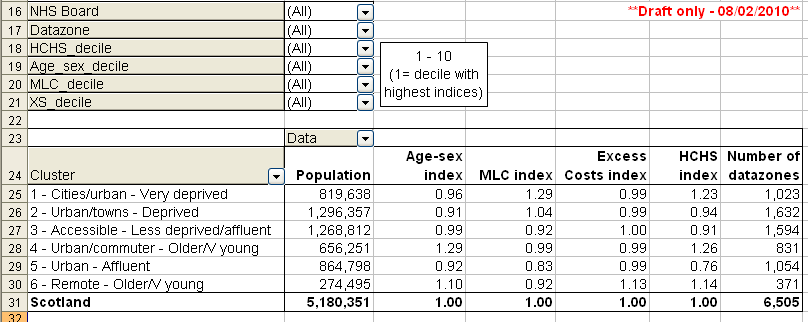 16 NHS Board (All) **Draft only - 08/02/2010**
17 Datazone (All)
18 HCHS_decile (All)
19 Age_sex_decile (All)
20 MLC_decile (All)
21 XS_decile (All)
1 - 10
(1= decile with
highest indices)
22
23 Data
Age-sex Excess HCHS Number of
24 Cluster Population index MLC index Costs index index datazones
25 1 - Cities/urban - Very deprived 819,638 0.96 1.29 0.99 1.23 1,023
26 2 - Urban/towns - Deprived 1,296,357 0.91 1.04 0.99 0.94 1,632
27 3 - Accessible - Less deprived/affluent 1,268,812 0.99 0.92 1.00 0.91 1,594
28 4 - Urban/commuter - Older/V young 656,251 1.29 0.99 0.99 1.26 831
29 5 - Urban - Affluent 864,798 0.92 0.83 0.99 0.76 1,054
30 6 - Remote - Older/V young 274,495 1.10 0.92 1.13 1.14 371
31 Scotland 5,180,351 1.00 1.00 1.00 1.00 6,505
32